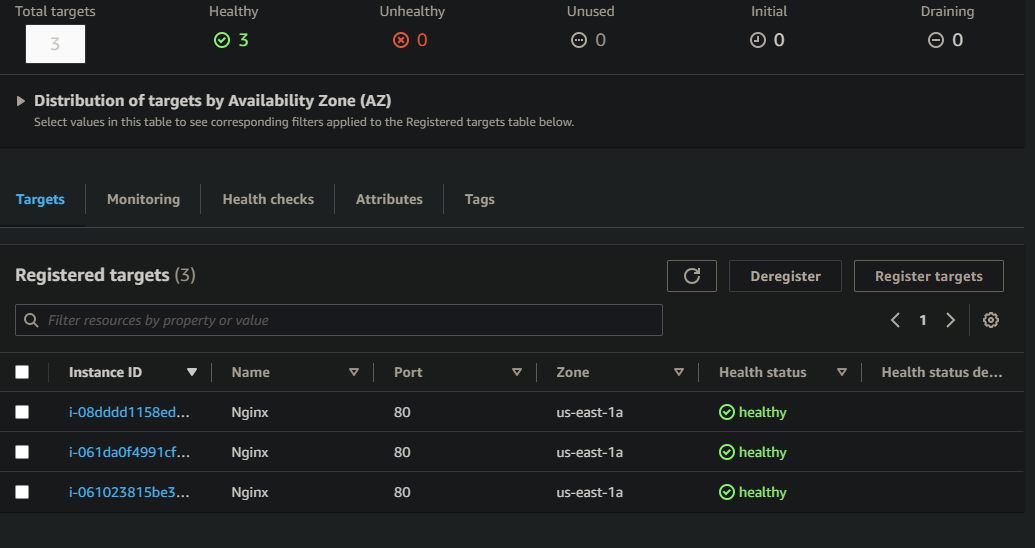 Total targets Healthy Unhealthy Unused Initial Draining
3 3 0 0 0 0
Distribution of targets by Availability Zone (AZ)
Select values in this table to see corresponding filters applied to the Registered targets table below.
Targets Monitoring Health checks Attributes Tags
Registered targets (3) Deregister Register targets
Filter resources by property or value 1
Instance ID Name Port Zone Health status Health status de...
i-08dddd1158ed... Nginx 80 us-east-1a healthy
i-061da0f4991cf... Nginx 80 us-east-1a healthy
i-061023815be3... Nginx 80 us-east-1a healthy